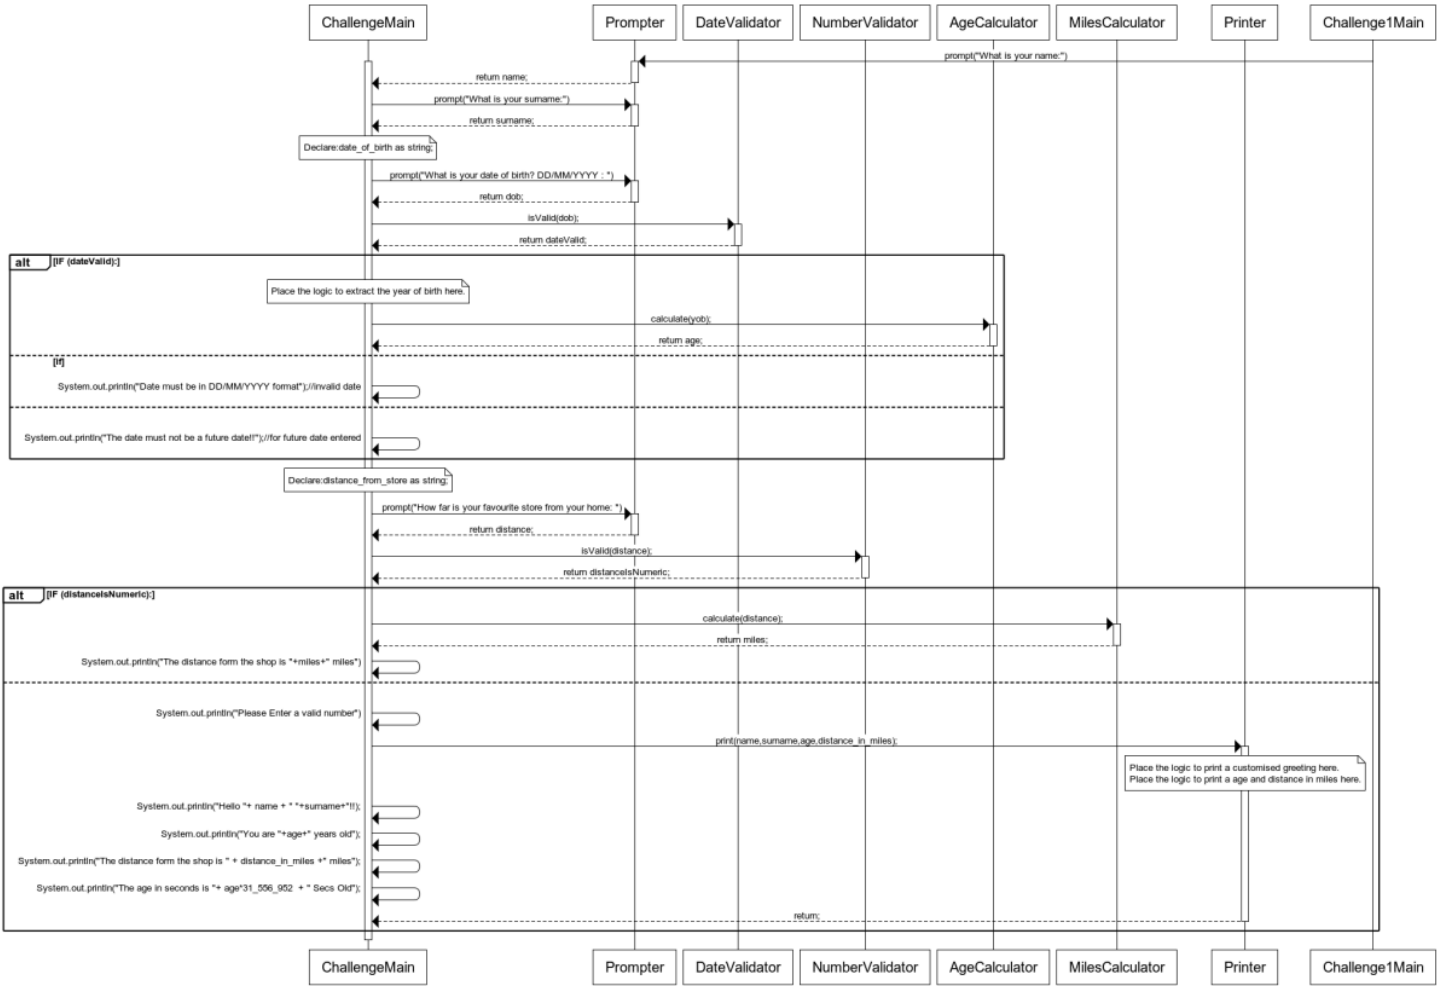 ChallengeMain Prompter DateValidator NumberValidator AgeCalculator MilesCalculator Printer Challenge1Main
prompt("What is your name:")
return name;
prompt("What is your surname:")
return surname;
Declare:date_of_birth as string;
prompt("What is your date of birth? DD/MM/YYYY : ")
return dob;
isValid(dob);
return dateValid;
alt [IF (dateValid):]
Place the logic to extract the year of birth here.
calculate(yob);
return age;
[If]
System.out.println("Date must be in DD/MM/YYYY format");//invalid date
System.out.println("The date must not be a future date!!");//for future date entered
Declare:distance_from_store as string;
prompt("How far is your favourite store from your home: ")
return distance;
isValid(distance);
return distanceIsNumeric;
alt [IF (distanceIsNumeric):]
calculate(distance);
return miles;
System.out.println("The distance form the shop is "+miles+" miles")
System.out.println("Please Enter a valid number")
print(name,surname,age,distance_in_miles);
Place the logic to print a customised greeting here.
Place the logic to print a age and distance in miles here.
System.out.println("Hello "+ name + " "+surname+"!!);
System.out.println("You are "+age+" years old");
System.out.println("The distance form the shop is " + distance_in_miles +" miles");
System.out.println("The age in seconds is "+ age*31_556_952 + " Secs Old");
return;
ChallengeMain Prompter DateValidator NumberValidator AgeCalculator MilesCalculator Printer Challenge1Main